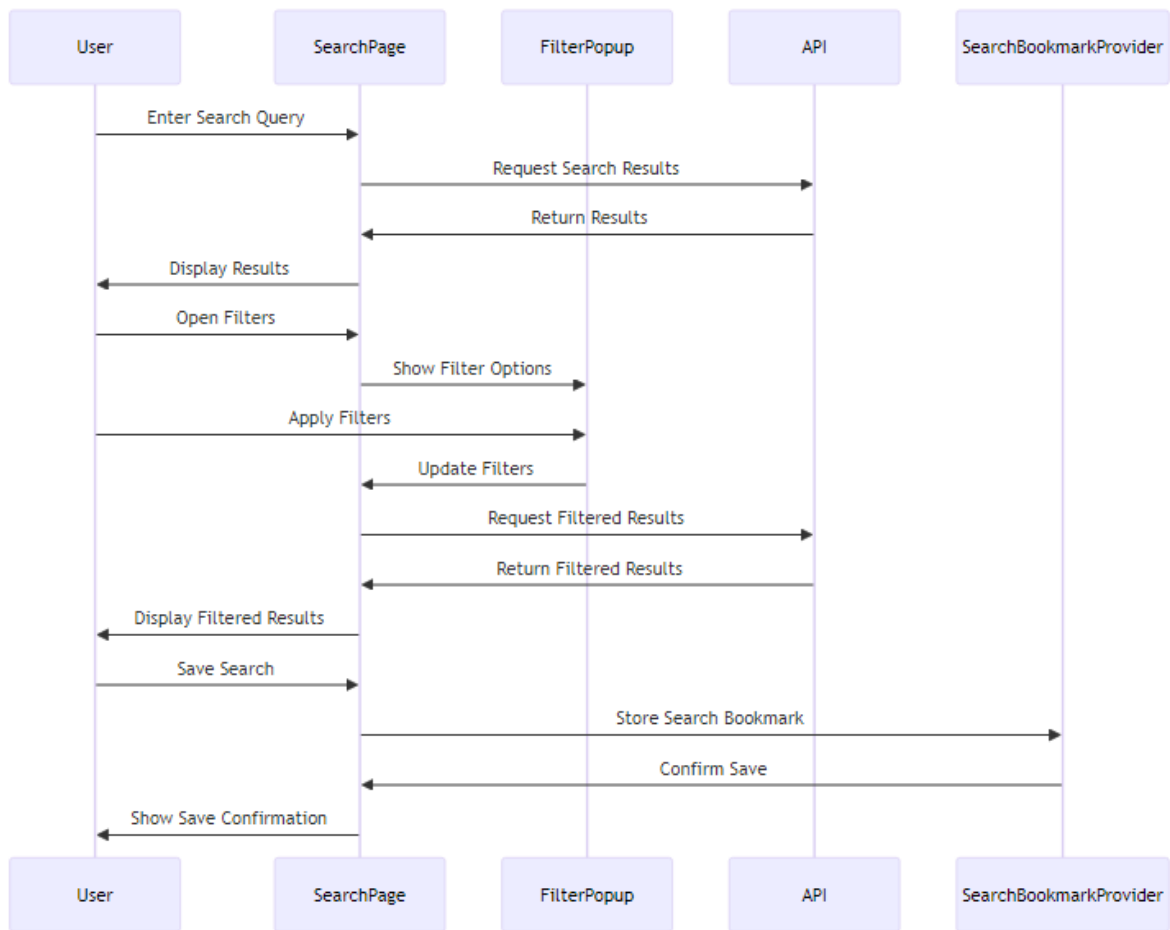 User
SearchPage
FilterPopup
API
SearchBookmarkProvider
Enter Search Query
Request Search Results
Return Results
Display Results
Open Filters
Show Filter Options
Apply Filters
Update Filters
Request Filtered Results
Return Filtered Results
Display Filtered Results
Save Search
Store Search Bookmark
Confirm Save
Show Save Confirmation
User
SearchPage
FilterPopup
API
SearchBookmarkProvider